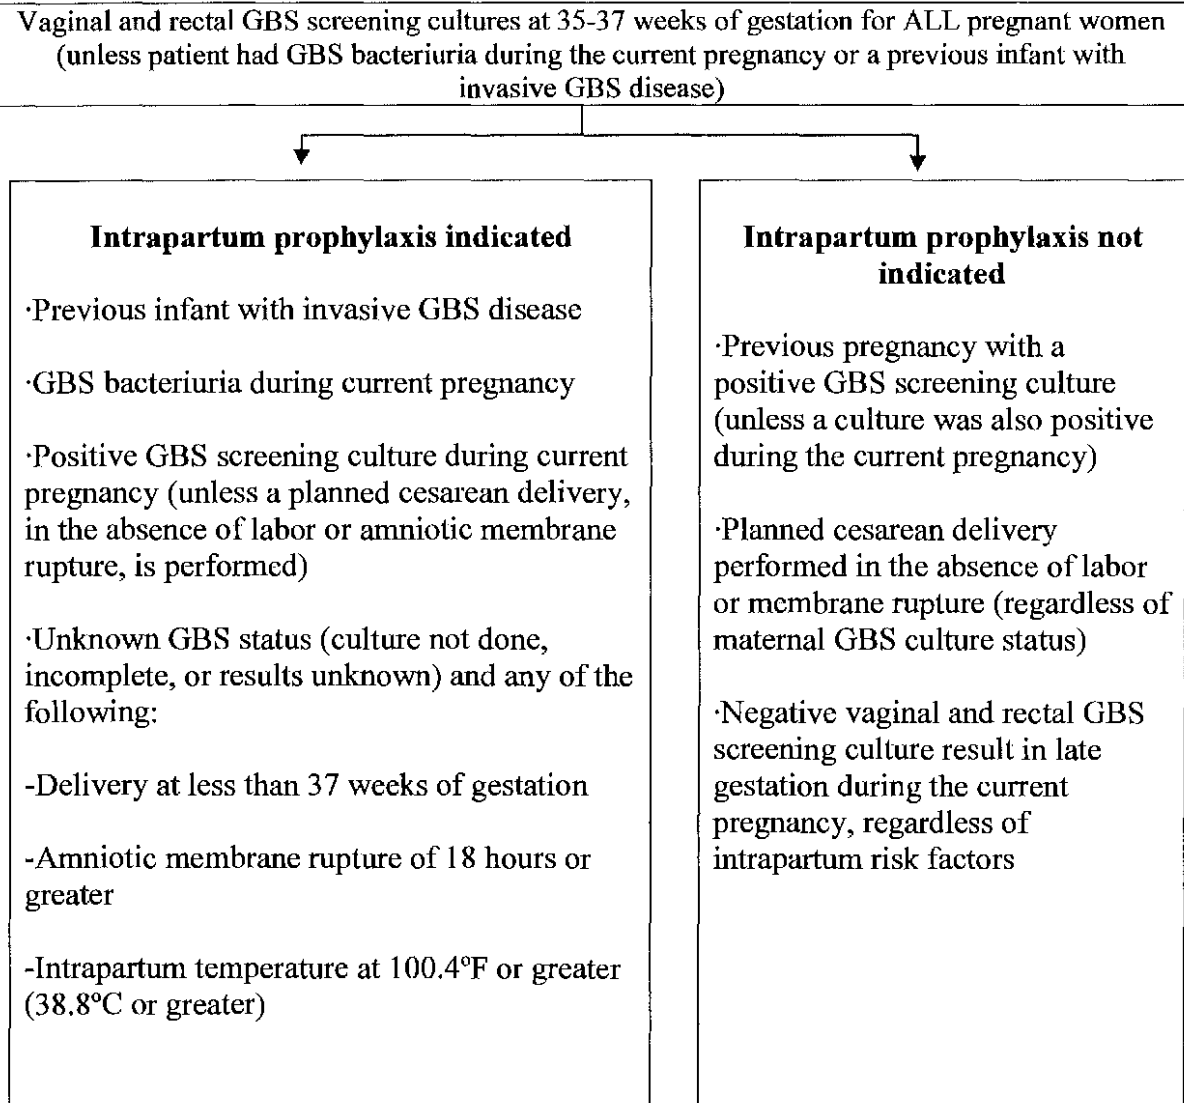 Vaginal and rectal GBS screening cultures at 35-37 weeks of gestation for ALL pregnant women
(unless patient had GBS bacteriuria during the current pregnancy or a previous infant with
invasive GBS disease)
Intrapartum prophylaxis indicated
·Previous infant with invasive GBS disease
·GBS bacteriuria during current pregnancy
·Positive GBS screening culture during current
pregnancy (unless a planned cesarean delivery,
in the absence of labor or amniotic membrane
rupture, is performed)
·Unknown GBS status (culture not done,
incomplete, or results unknown) and any of the
following:
-Delivery at less than 37 weeks of gestation
-Amniotic membrane rupture of 18 hours or
greater
-Intrapartum temperature at 100.4°F or greater
(38.8°C or greater)
Intrapartum prophylaxis not
indicated
·Previous pregnancy with a
positive GBS screening culture
(unless a culture was also positive
during the current pregnancy)
·Planned cesarean delivery
performed in the absence of labor
or membrane rupture (regardless of
maternal GBS culture status)
·Negative vaginal and rectal GBS
screening culture result in late
gestation during the current
pregnancy, regardless of
intrapartum risk factors